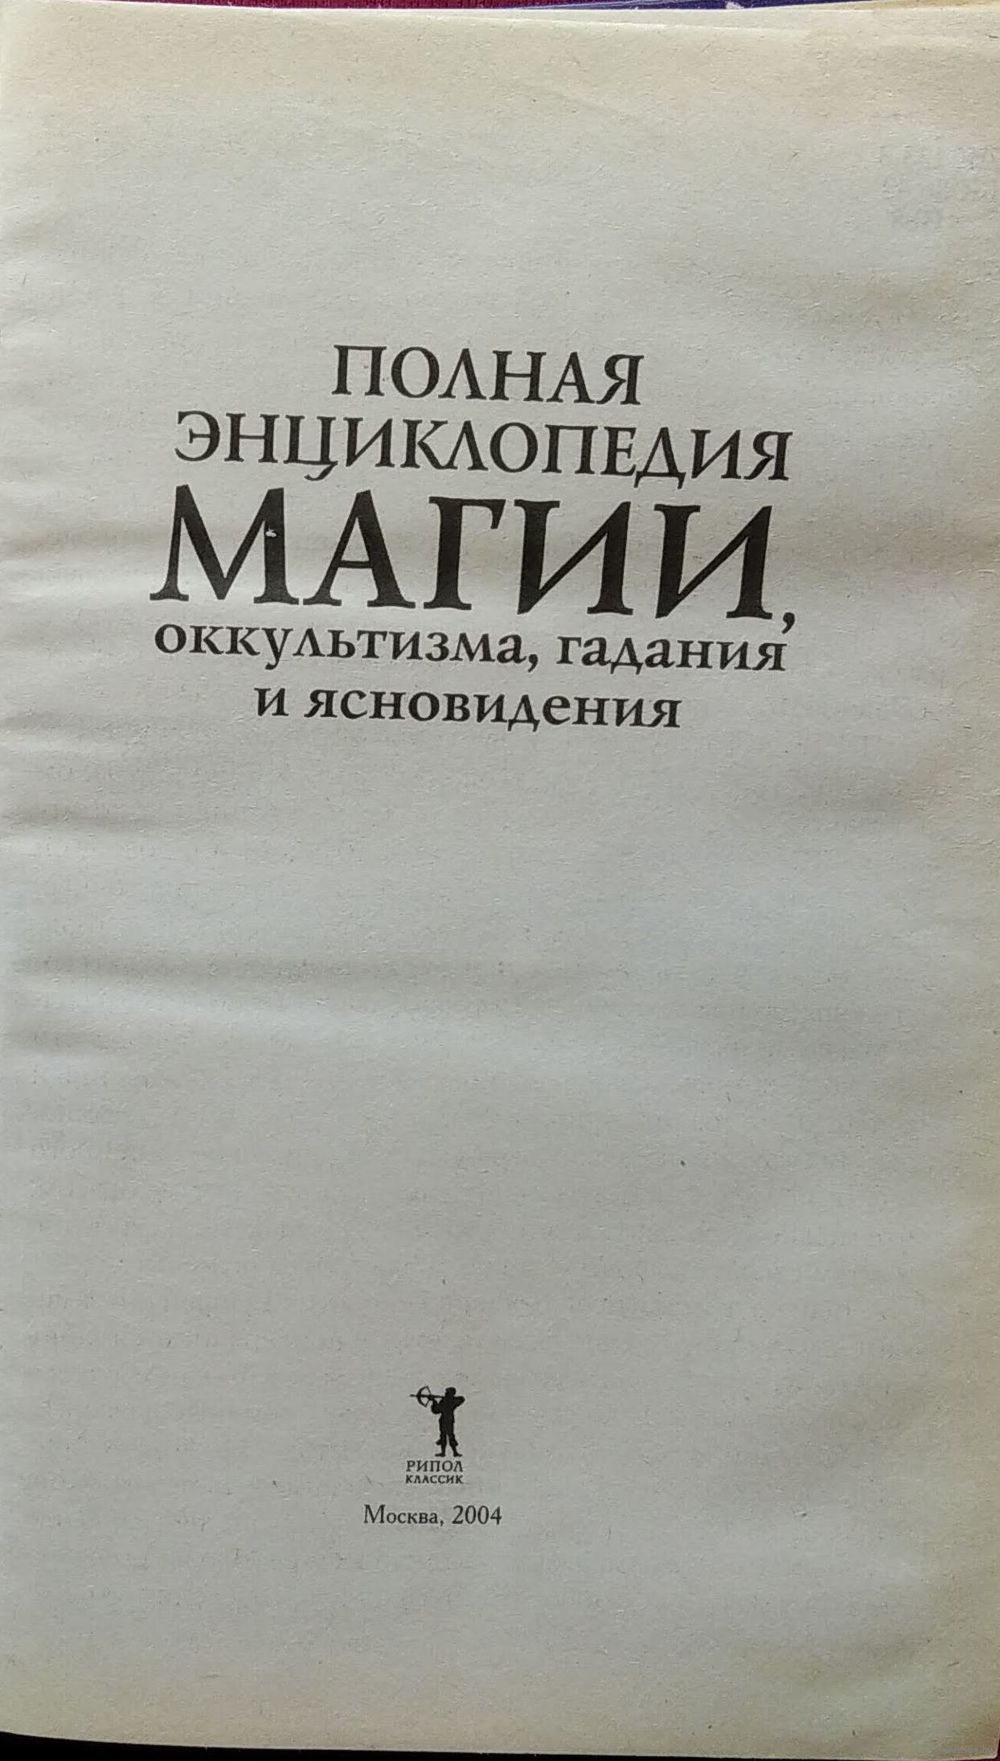 ПОЛНАЯ
ЭНЦИКЛОПЕДИЯ
МАГИИ,
оккультизма, гадания
и ясновидения
РИПОЛ
КЛАССИК
Москва, 2004